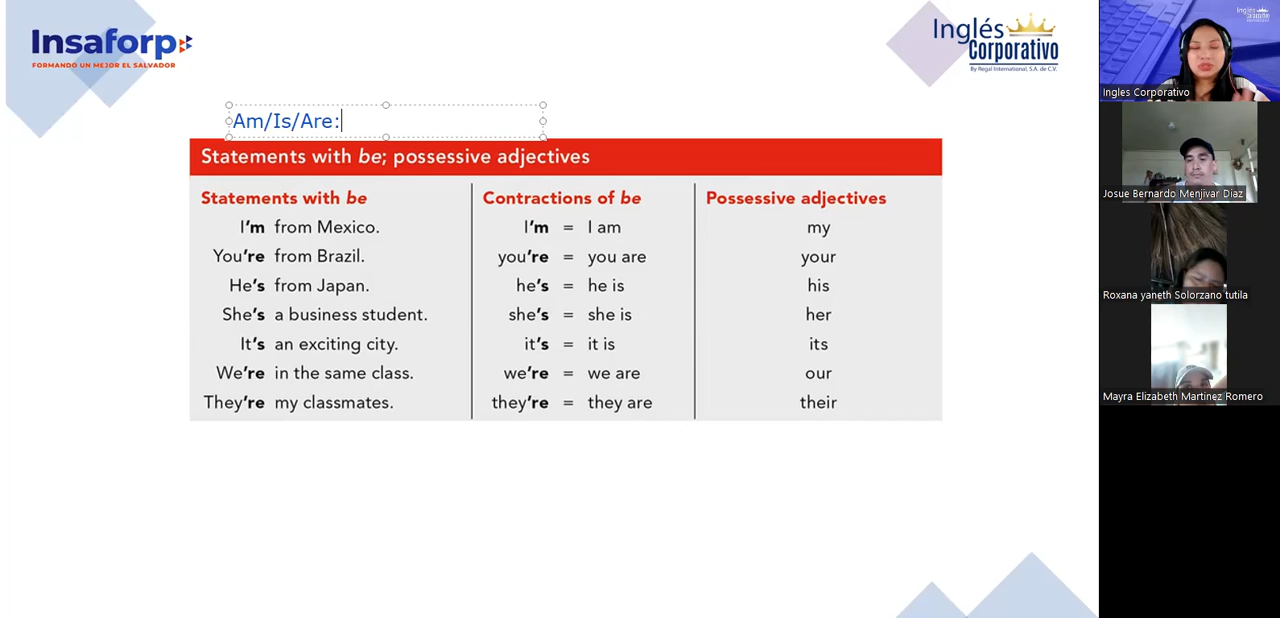 Insaforp
FORMANDO UN MEJOR EL SALVADOR
Inglés
Corporativo
By Regal International, S.A. de C.V.
Am/Is/Are:
Statements with be; possessive adjectives
Statements with be
I'm from Mexico.
You're from Brazil.
He's from Japan.
She's a business student.
It's an exciting city.
We're in the same class.
They're my classmates.
Contractions of be
I'm = I am
you're = you are
he's = he is
she's = she is
it's = it is
we're = we are
they're = they are
Possessive adjectives
my
your
his
her
its
our
their
Ingles Corporativo
Josue Bernardo Menjivar Diaz
Roxana yaneth Solorzano tutila
Mayra Elizabeth Martinez Romero